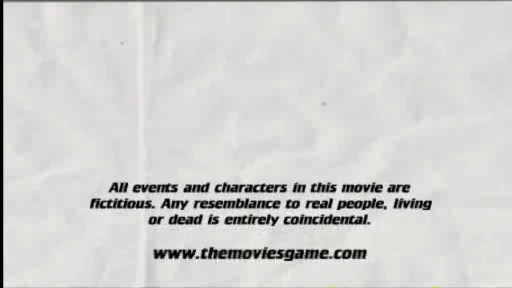 All events and characters in this movie are
fictitious. Any resemblance to real people, living
or dead is entirely coincidental.
www.themoviesgame.com